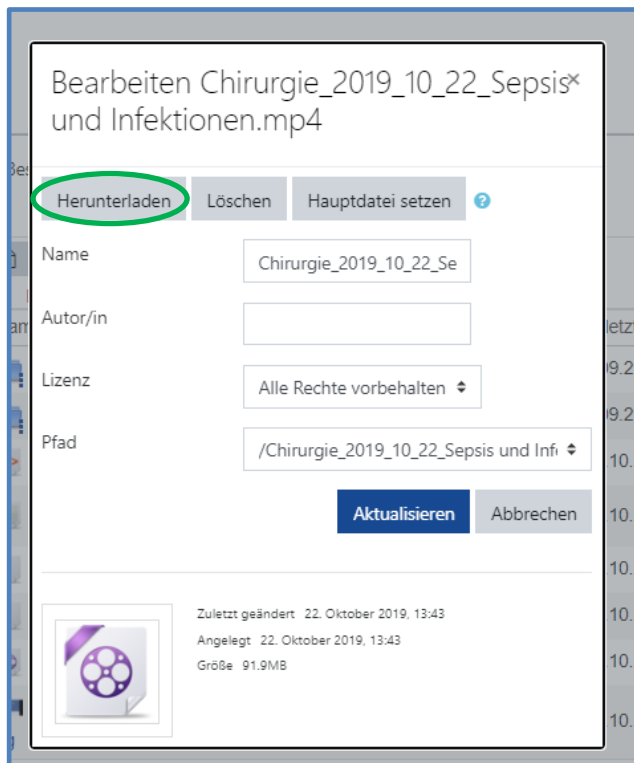 Bearbeiten Chirurgie_2019_10_22_Sepsis ×
und Infektionen.mp4
Herunterladen Löschen Hauptdatei setzen ?
Name Chirurgie_2019_10_22_Se
Autor/in
Lizenz Alle Rechte vorbehalten
Pfad /Chirurgie_2019_10_22_Sepsis und Inf
Aktualisieren Abbrechen
Zuletzt geändert 22. Oktober 2019, 13:43
Angelegt 22. Oktober 2019, 13:43
Größe 91.9MB